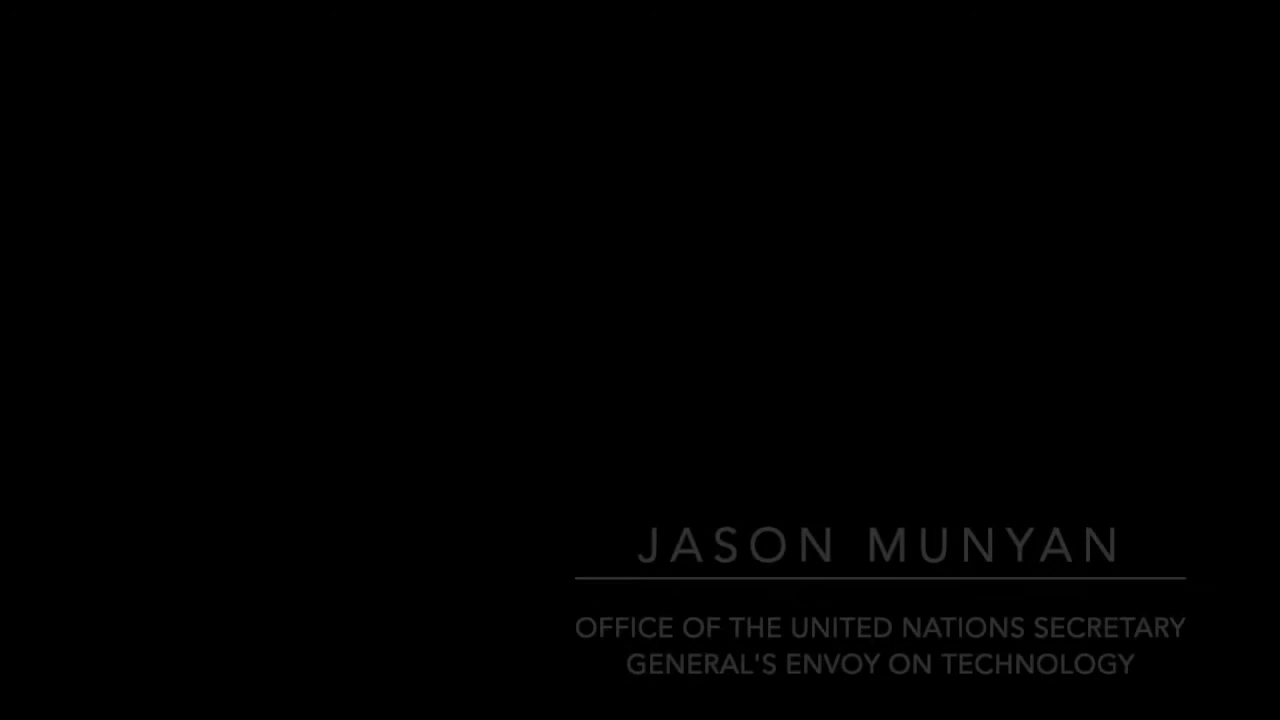 JASON MUNYAN
OFFICE OF THE UNITED NATIONS SECRETARY
GENERAL'S ENVOY ON TECHNOLOGY